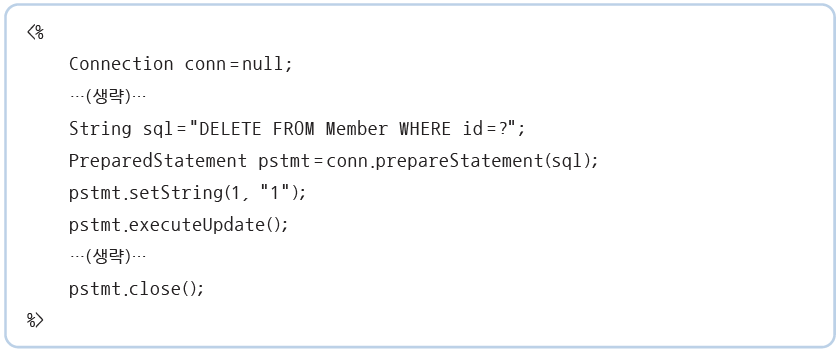 <%
Connection conn=null;
…(생략)…
String sql="DELETE FROM Member WHERE id=?";
PreparedStatement pstmt=conn.prepareStatement(sql);
pstmt.setString(1, "1");
pstmt.executeUpdate();
…(생략)…
pstmt.close();
%>